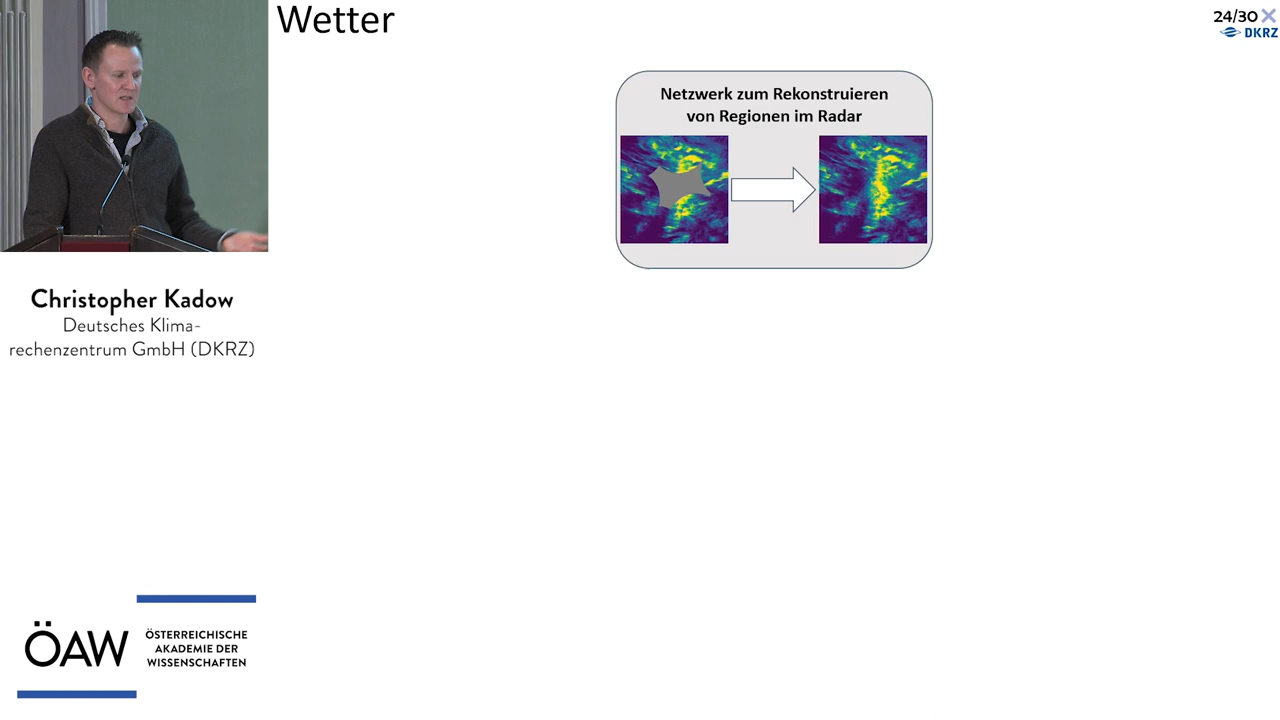 Wetter
24/30
DKRZ
Netzwerk zum Rekonstruieren
von Regionen im Radar
Christopher Kadow
Deutsches Klima-
rechenzentrum GmbH (DKRZ)
ÖAW
ÖSTERREICHISCHE
AKADEMIE DER
WISSENSCHAFTEN